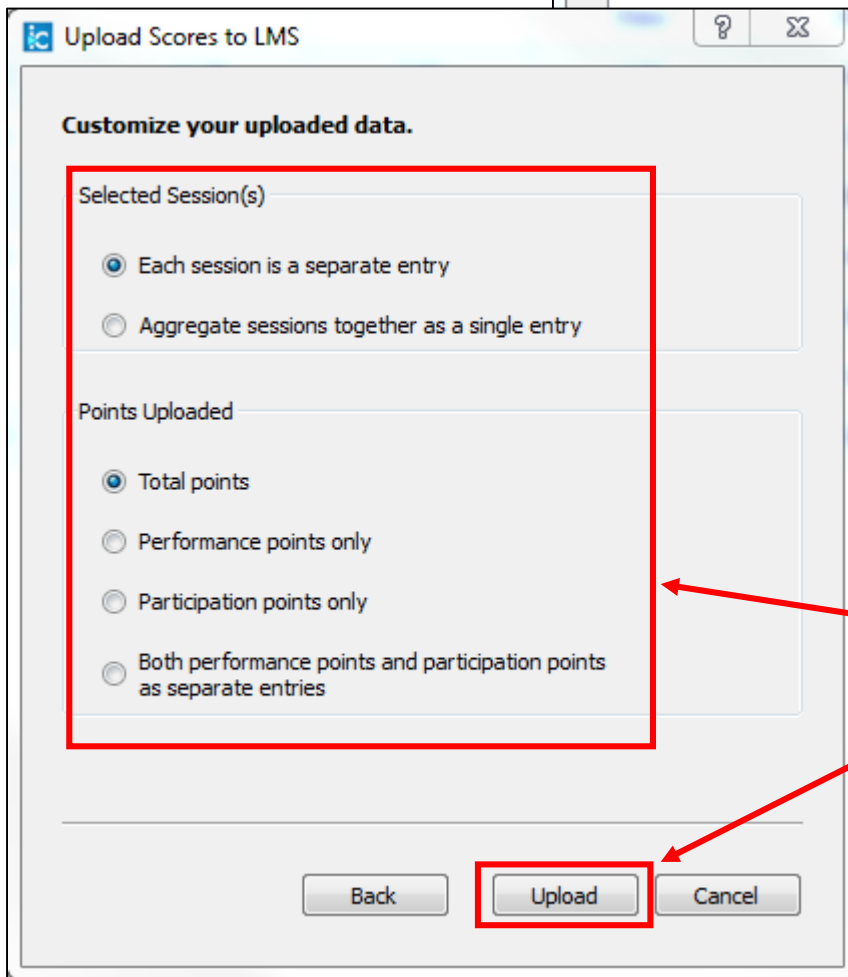 ic Upload Scores to LMS
?
Customize your uploaded data.
Selected Session(s)
Each session is a separate entry
Aggregate sessions together as a single entry
Points Uploaded
Total points
Performance points only
Participation points only
Both performance points and participation points
as separate entries
Back Upload Cancel